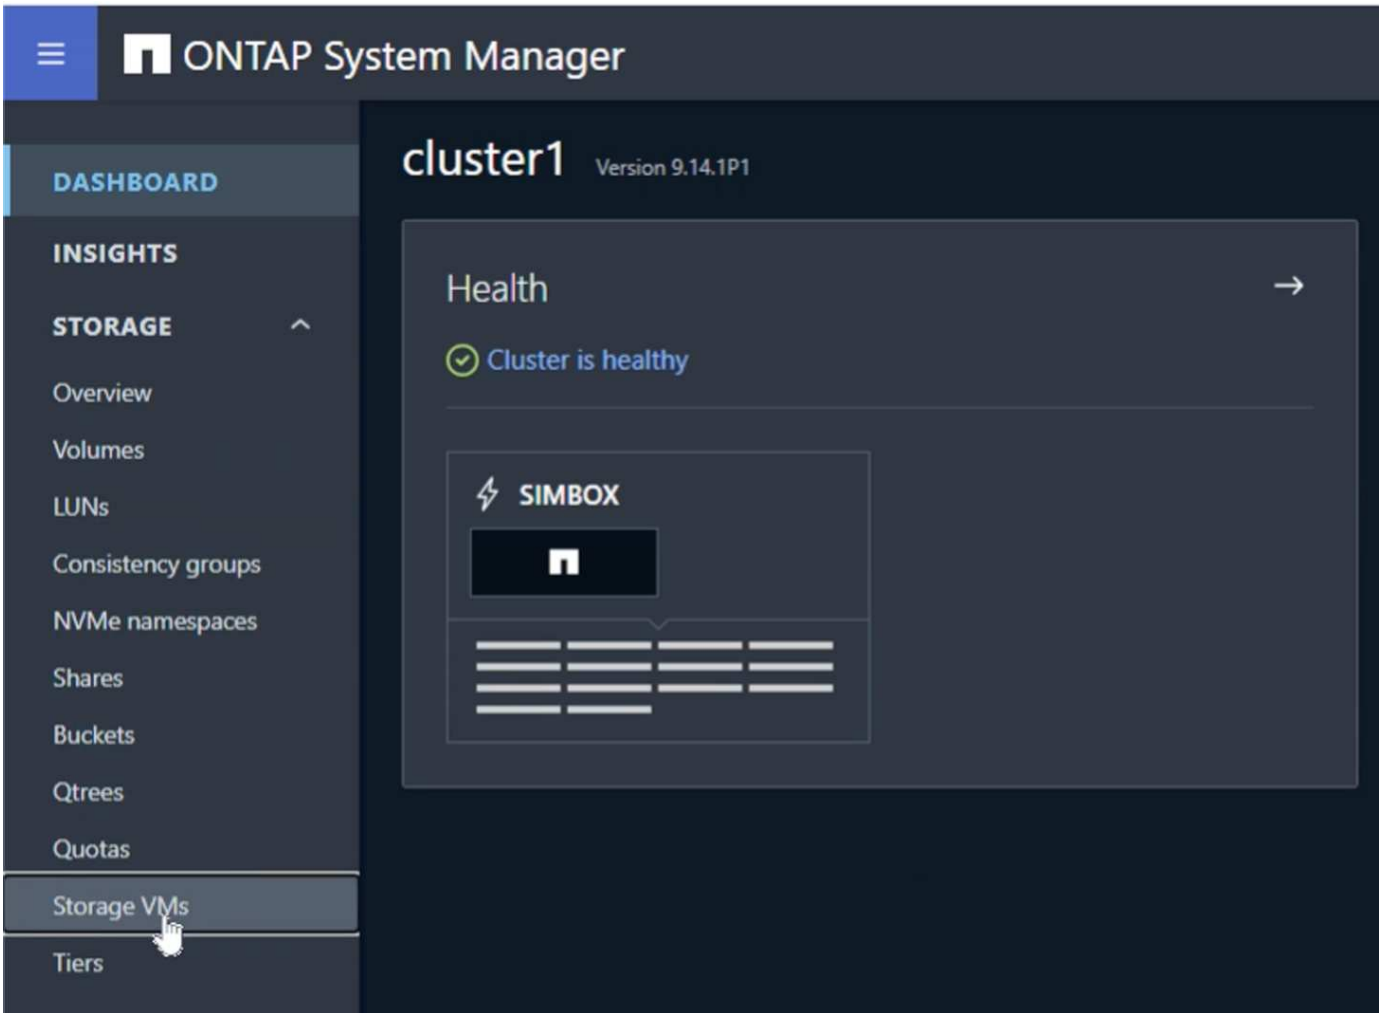 ONTAP System Manager
DASHBOARD
INSIGHTS
STORAGE
Overview
Volumes
LUNs
Consistency groups
NVMe namespaces
Shares
Buckets
Qtrees
Quotas
Storage VMs
Tiers
cluster1 Version 9.14.1P1
Health
Cluster is healthy
SIMBOX